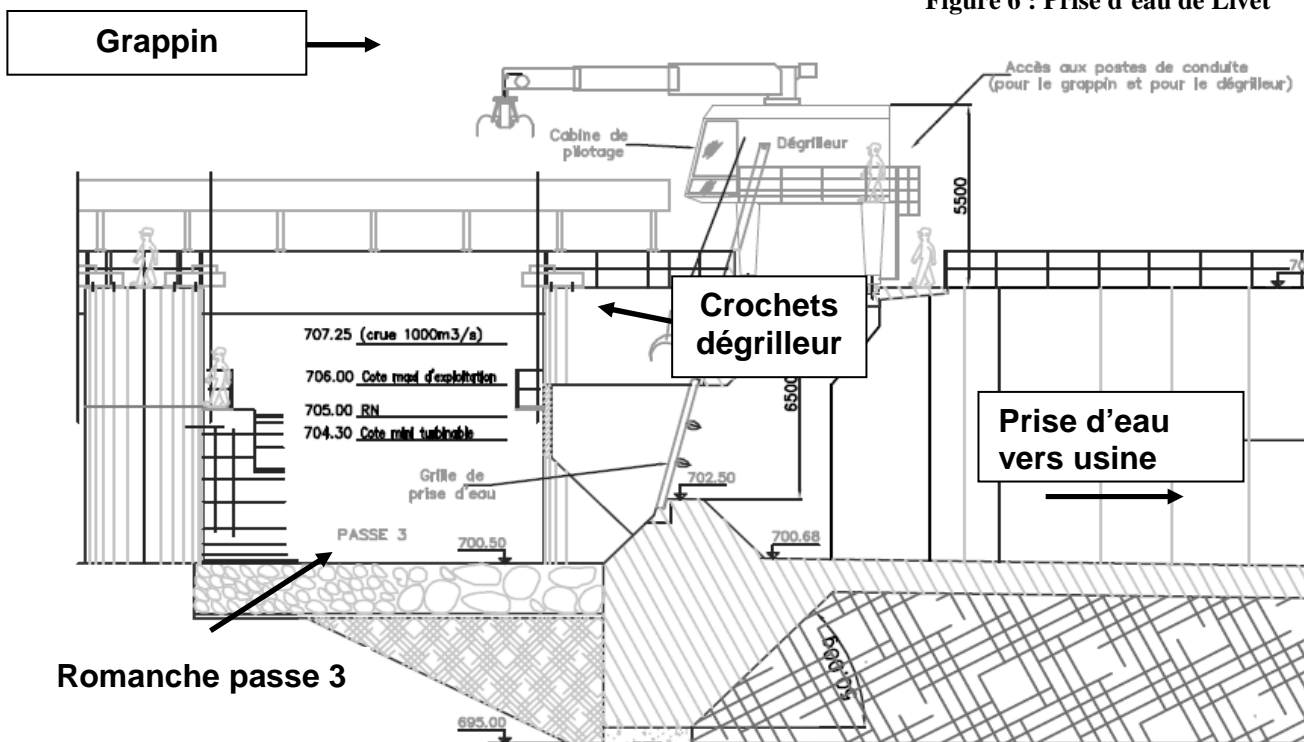 Figure 6 : Prise d'eau de Livet
Grappin
Accès aux postes de conduite
(pour le grappin et pour le dégrilleur)
Cabine de
pilotage
Dégrilleur
5500
Crochets
dégrilleur
707.25 (crue 1000m3/s)
706.00 Cote maxi d'exploitation
705.00 RN
704.30 Cote mini turbinable
6500
Prise d'eau
vers usine
Grille de
prise d'eau
702.50
PASSE 3
700.50
700.68
Romanche passe 3
60,00g
695.00